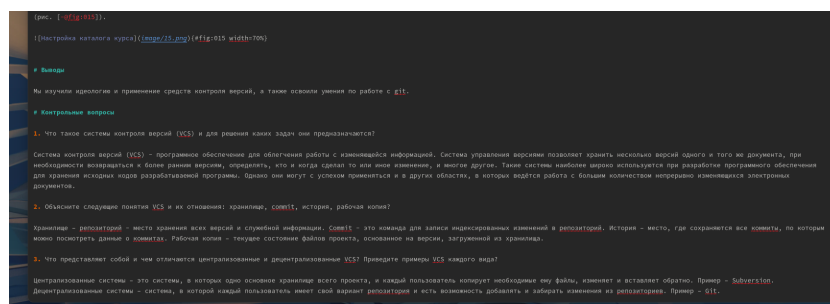 (рис. [-@fig:015]).
![Настройка каталога курса](image/15.png){#fig:015 width=70%}
# Выводы
Мы изучили идеологию и применение средств контроля версий, а также освоили умения по работе с git.
# Контрольные вопросы
1. Что такое системы контроля версий (VCS) и для решения каких задач они предназначаются?
Система контроля версий (VCS) - программное обеспечение для облегчения работы с изменяющейся информацией. Система управления версиями позволяет хранить несколько версий одного и того же документа, при
необходимости возвращаться к более ранним версиям, определять, кто и когда сделал то или иное изменение, и многое другое. Такие системы наиболее широко используются при разработке программного обеспечения
для хранения исходных кодов разрабатываемой программы. Однако они могут с успехом применяться и в других областях, в которых ведётся работа с большим количеством непрерывно изменяющихся электронных
документов.
2. Объясните следующие понятия VCS и их отношения: хранилище, commit, история, рабочая копия?
Хранилище – репозиторий - место хранения всех версий и служебной информации. Commit - это команда для записи индексированных изменений в репозиторий. История – место, где сохраняются все коммиты, по которым
можно посмотреть данные о коммитах. Рабочая копия – текущее состояние файлов проекта, основанное на версии, загруженной из хранилища.
3. Что представляют собой и чем отличаются централизованные и децентрализованные VCS? Приведите примеры VCS каждого вида?
Централизованные системы – это системы, в которых одно основное хранилище всего проекта, и каждый пользователь копирует необходимые ему файлы, изменяет и вставляет обратно. Пример – Subversion.
Децентрализованные системы – система, в которой каждый пользователь имеет свой вариант репозитория и есть возможность добавлять и забирать изменения из репозиториев. Пример - Git.